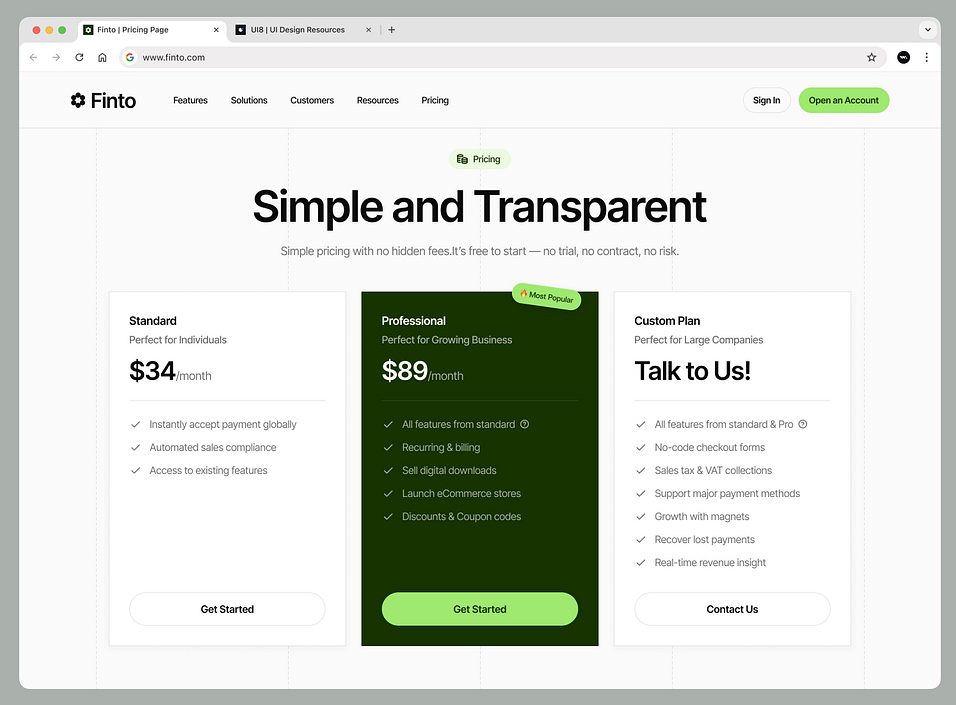 Finto | Pricing Page
UI8 | UI Design Resources
www.finto.com
Finto
Features
Solutions
Customers
Resources
Pricing
Sign In
Open an Account
Pricing
Simple and Transparent
Simple pricing with no hidden fees.It's free to start — no trial, no contract, no risk.
Standard
Perfect for Individuals
$34/month
Instantly accept payment globally
Automated sales compliance
Access to existing features
Get Started
🔥 Most Popular
Professional
Perfect for Growing Business
$89/month
All features from standard
Recurring & billing
Sell digital downloads
Launch eCommerce stores
Discounts & Coupon codes
Get Started
Custom Plan
Perfect for Large Companies
Talk to Us!
All features from standard & Pro
No-code checkout forms
Sales tax & VAT collections
Support major payment methods
Growth with magnets
Recover lost payments
Real-time revenue insight
Contact Us